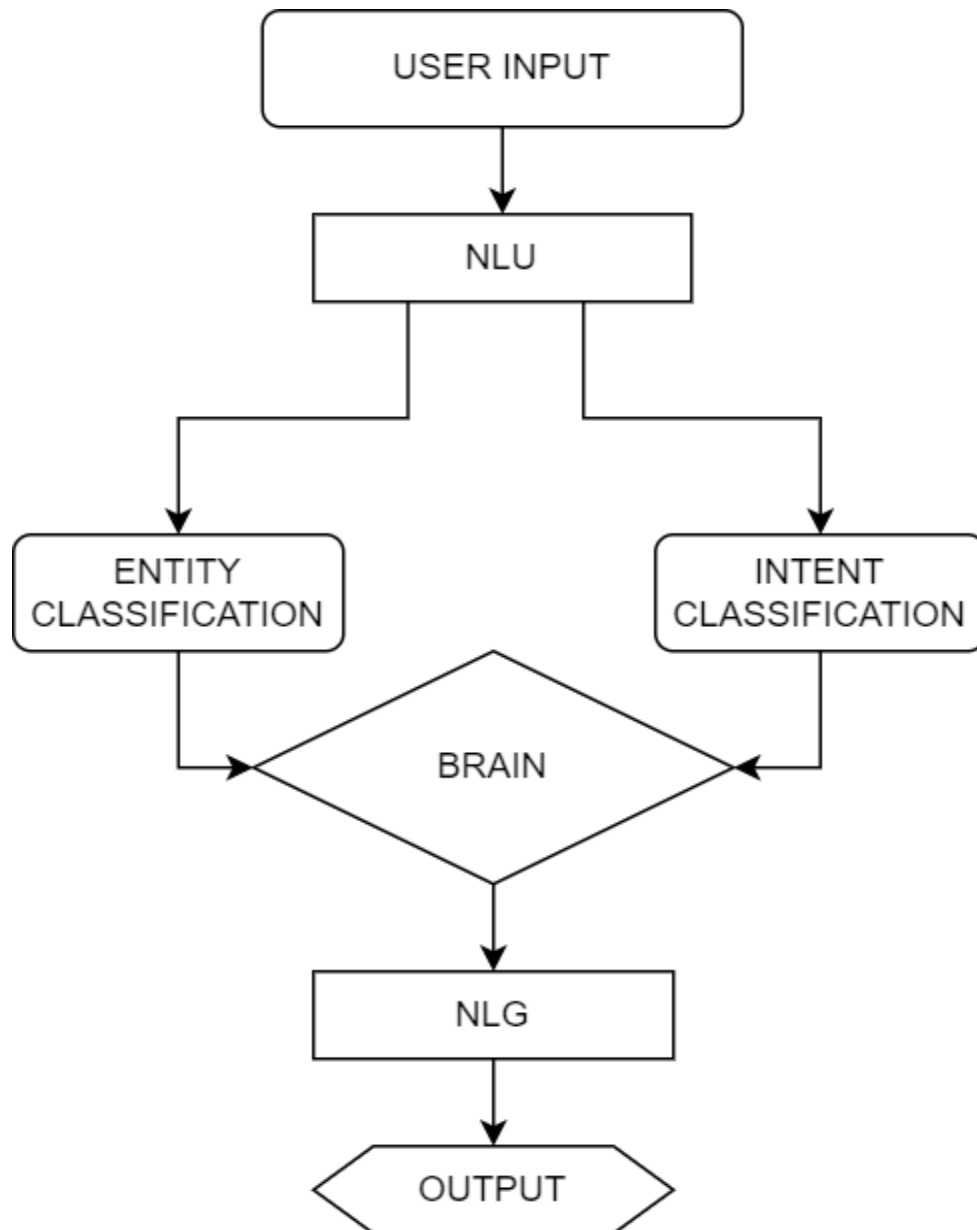 USER INPUT
NLU
ENTITY
CLASSIFICATION
INTENT
CLASSIFICATION
BRAIN
NLG
OUTPUT